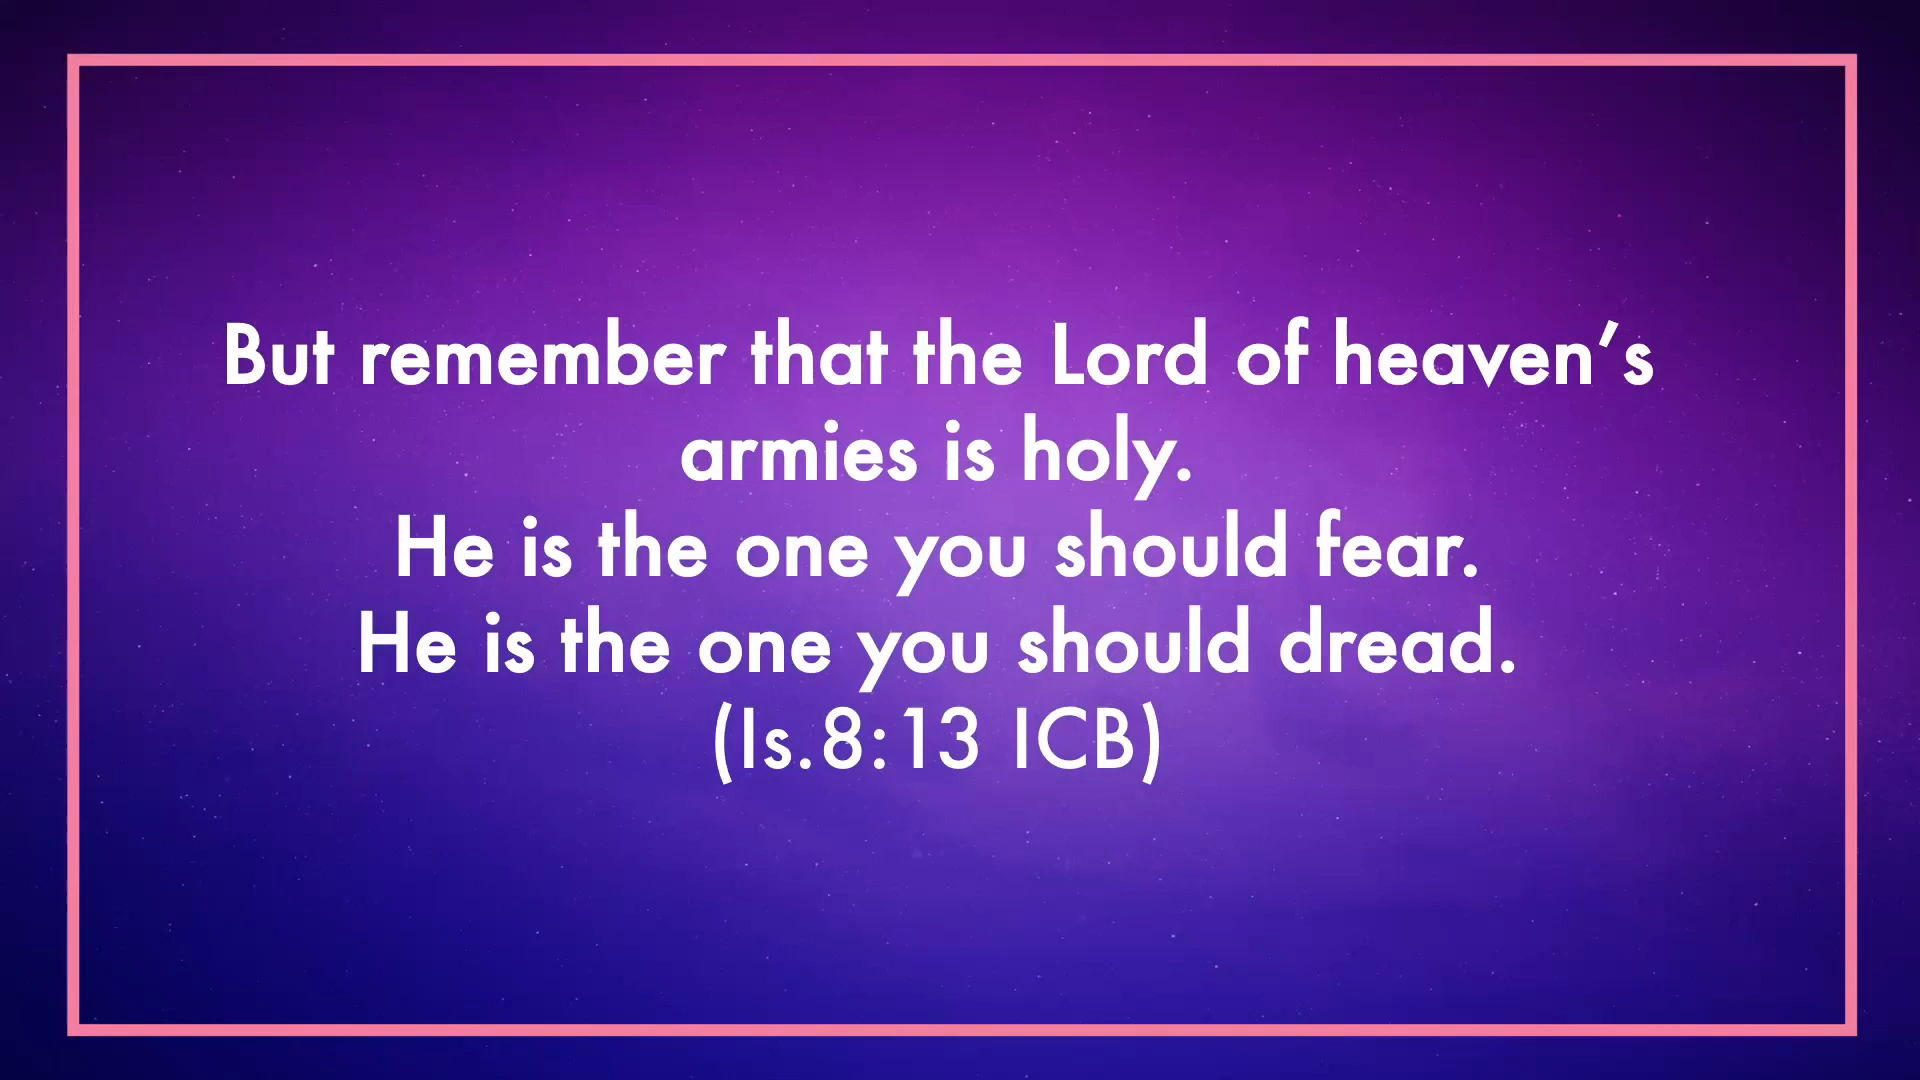 But remember that the Lord of heaven’s
armies is holy.
He is the one you should fear.
He is the one you should dread.
(Is.8:13 ICB)